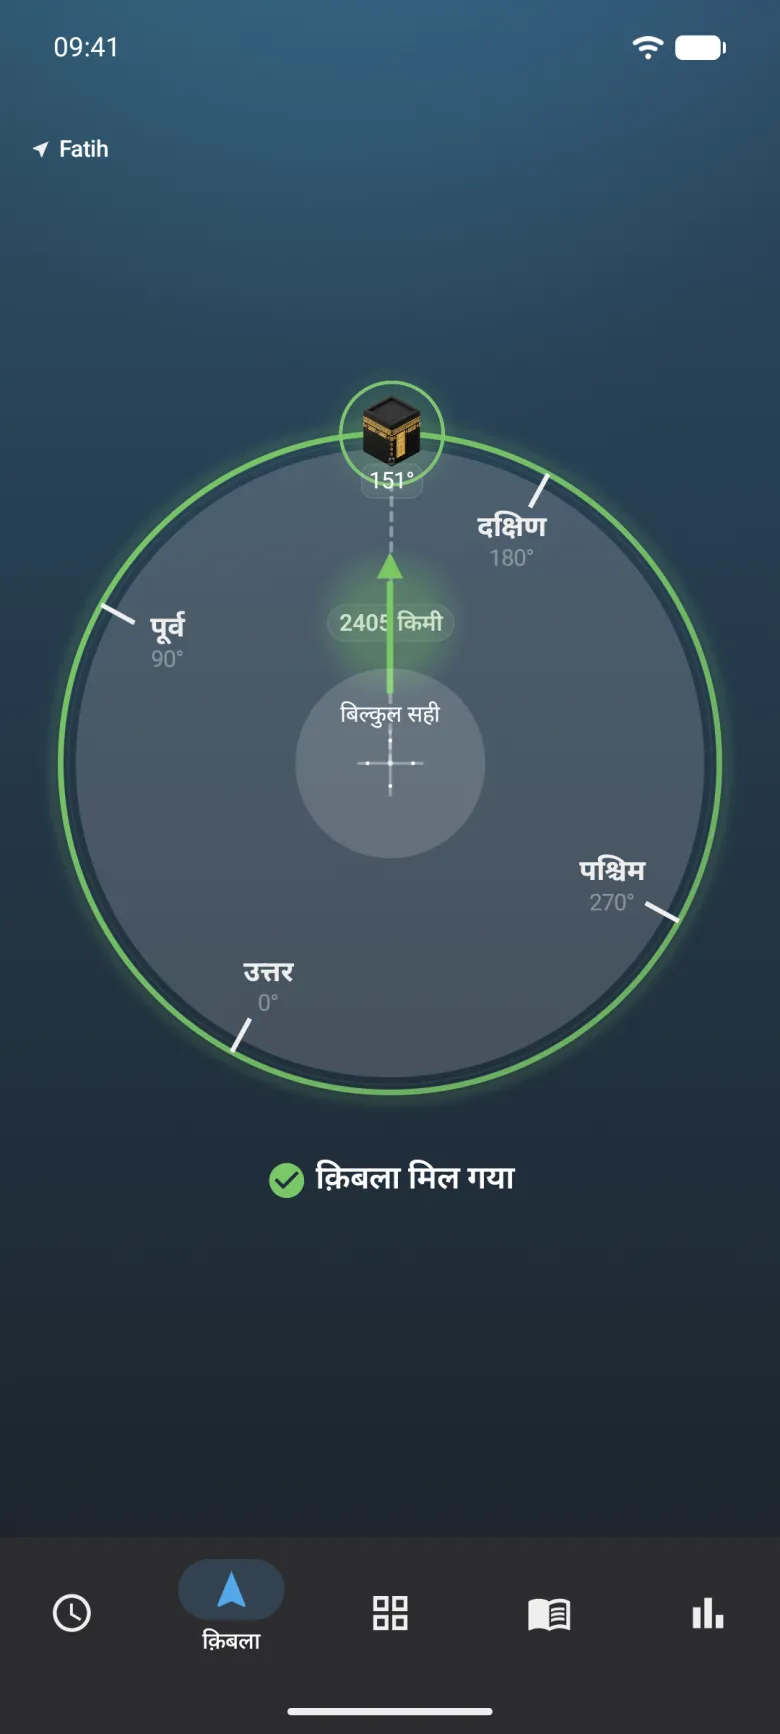 09:41
Fatih
151°
दक्षिण
180°
2405 किमी
पूर्व
90°
बिल्कुल सही
पश्चिम
270°
उत्तर
0°
क़िबला मिल गया
क़िबला